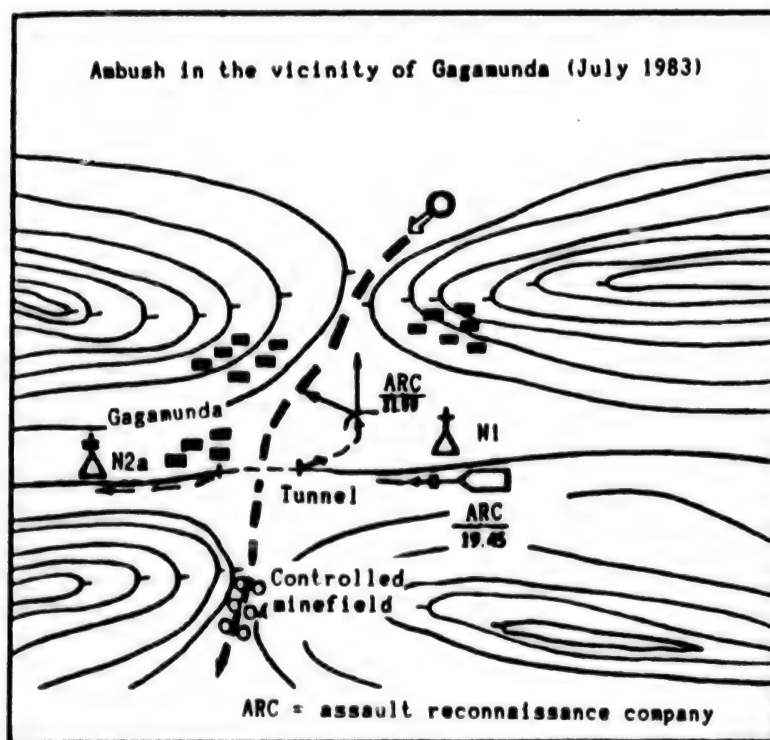 Ambush in the vicinity of Gagamunda (July 1983)
ARC
Gagamunda
N1
N2a
Tunnel
ARC
19.45
Controlled
minefield
ARC = assault reconnaissance company